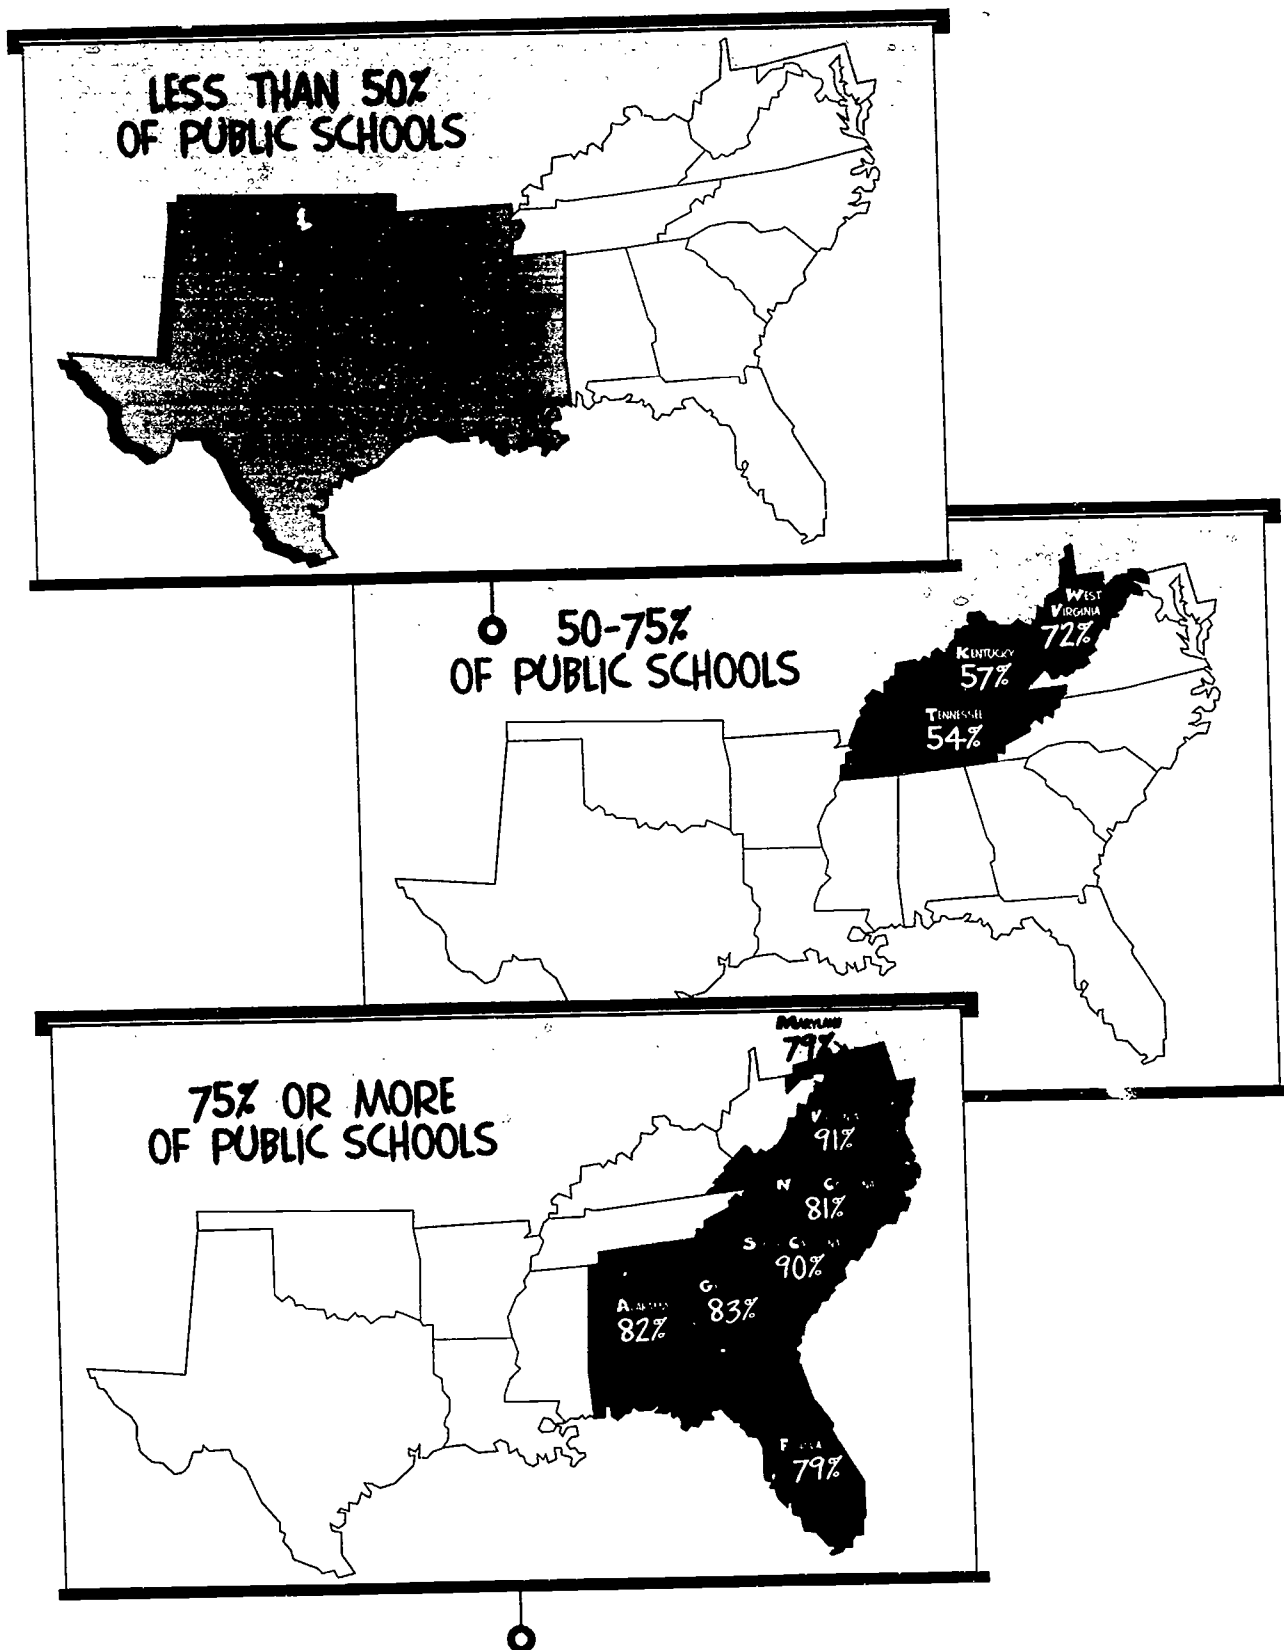 LESS THAN 50%
OF PUBLIC SCHOOLS
50-75%
OF PUBLIC SCHOOLS
WEST
VIRGINIA
72%
KENTUCKY
57%
TENNESSEE
54%
75% OR MORE
OF PUBLIC SCHOOLS
MARYLAND
79%
91%
81%
90%
83%
ALABAMA
82%
79%